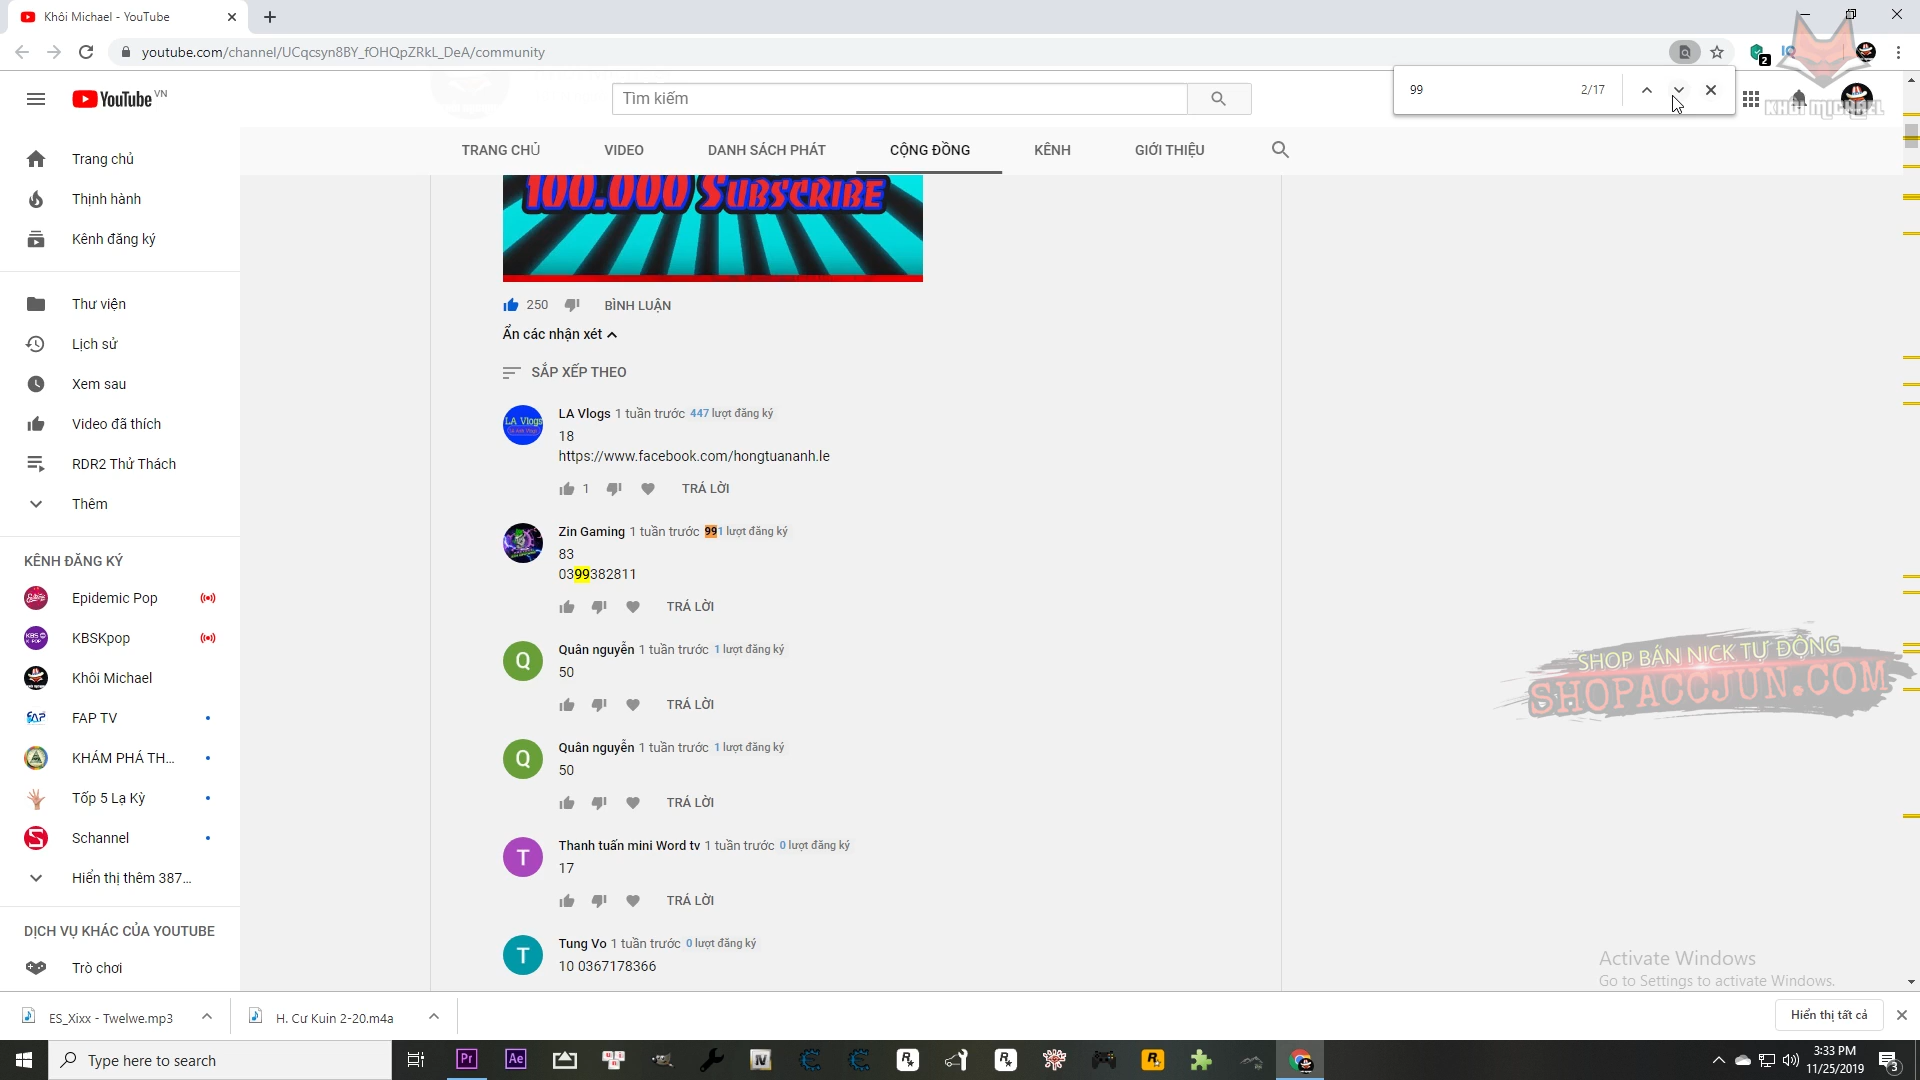 Khôi Michael - YouTube
youtube.com/channel/UCqcsyn8BY_fOHQpZRkL_DeA/community
2
99
2/17
YouTube VN
Tìm kiếm
KHÔI MICHAEL
TRANG CHỦ
VIDEO
DANH SÁCH PHÁT
CỘNG ĐỒNG
KÊNH
GIỚI THIỆU
Trang chủ
Thịnh hành
Kênh đăng ký
Thư viện
Lịch sử
Xem sau
Video đã thích
RDR2 Thử Thách
Thêm
KÊNH ĐĂNG KÝ
Epidemic Pop
KBSKpop
Khôi Michael
FAP TV
KHÁM PHÁ TH...
Tốp 5 Lạ Kỳ
Schannel
Hiển thị thêm 387...
DỊCH VỤ KHÁC CỦA YOUTUBE
Trò chơi
100.000 SUBSCRIBE
250
BÌNH LUẬN
Ẩn các nhận xét
SẮP XẾP THEO
LA Vlogs
LA Vlogs 1 tuần trước 447 lượt đăng ký
18
https://www.facebook.com/hongtuananh.le
1
TRẢ LỜI
Zin Gaming 1 tuần trước 991 lượt đăng ký
83
0399382811
TRẢ LỜI
Q
Quân nguyễn 1 tuần trước 1 lượt đăng ký
50
TRẢ LỜI
Q
Quân nguyễn 1 tuần trước 1 lượt đăng ký
50
TRẢ LỜI
T
Thanh tuấn mini Word tv 1 tuần trước 0 lượt đăng ký
17
TRẢ LỜI
T
Tung Vo 1 tuần trước 0 lượt đăng ký
10 0367178366
SHOP BÁN NICK TỰ ĐỘNG
SHOPACCJUN.COM
Activate Windows
Go to Settings to activate Windows.
ES_Xixx - Twelwe.mp3
H. Cư Kuin 2-20.m4a
Hiển thị tất cả
Type here to search
Pr
Ae
IV
3:33 PM
11/25/2019
3